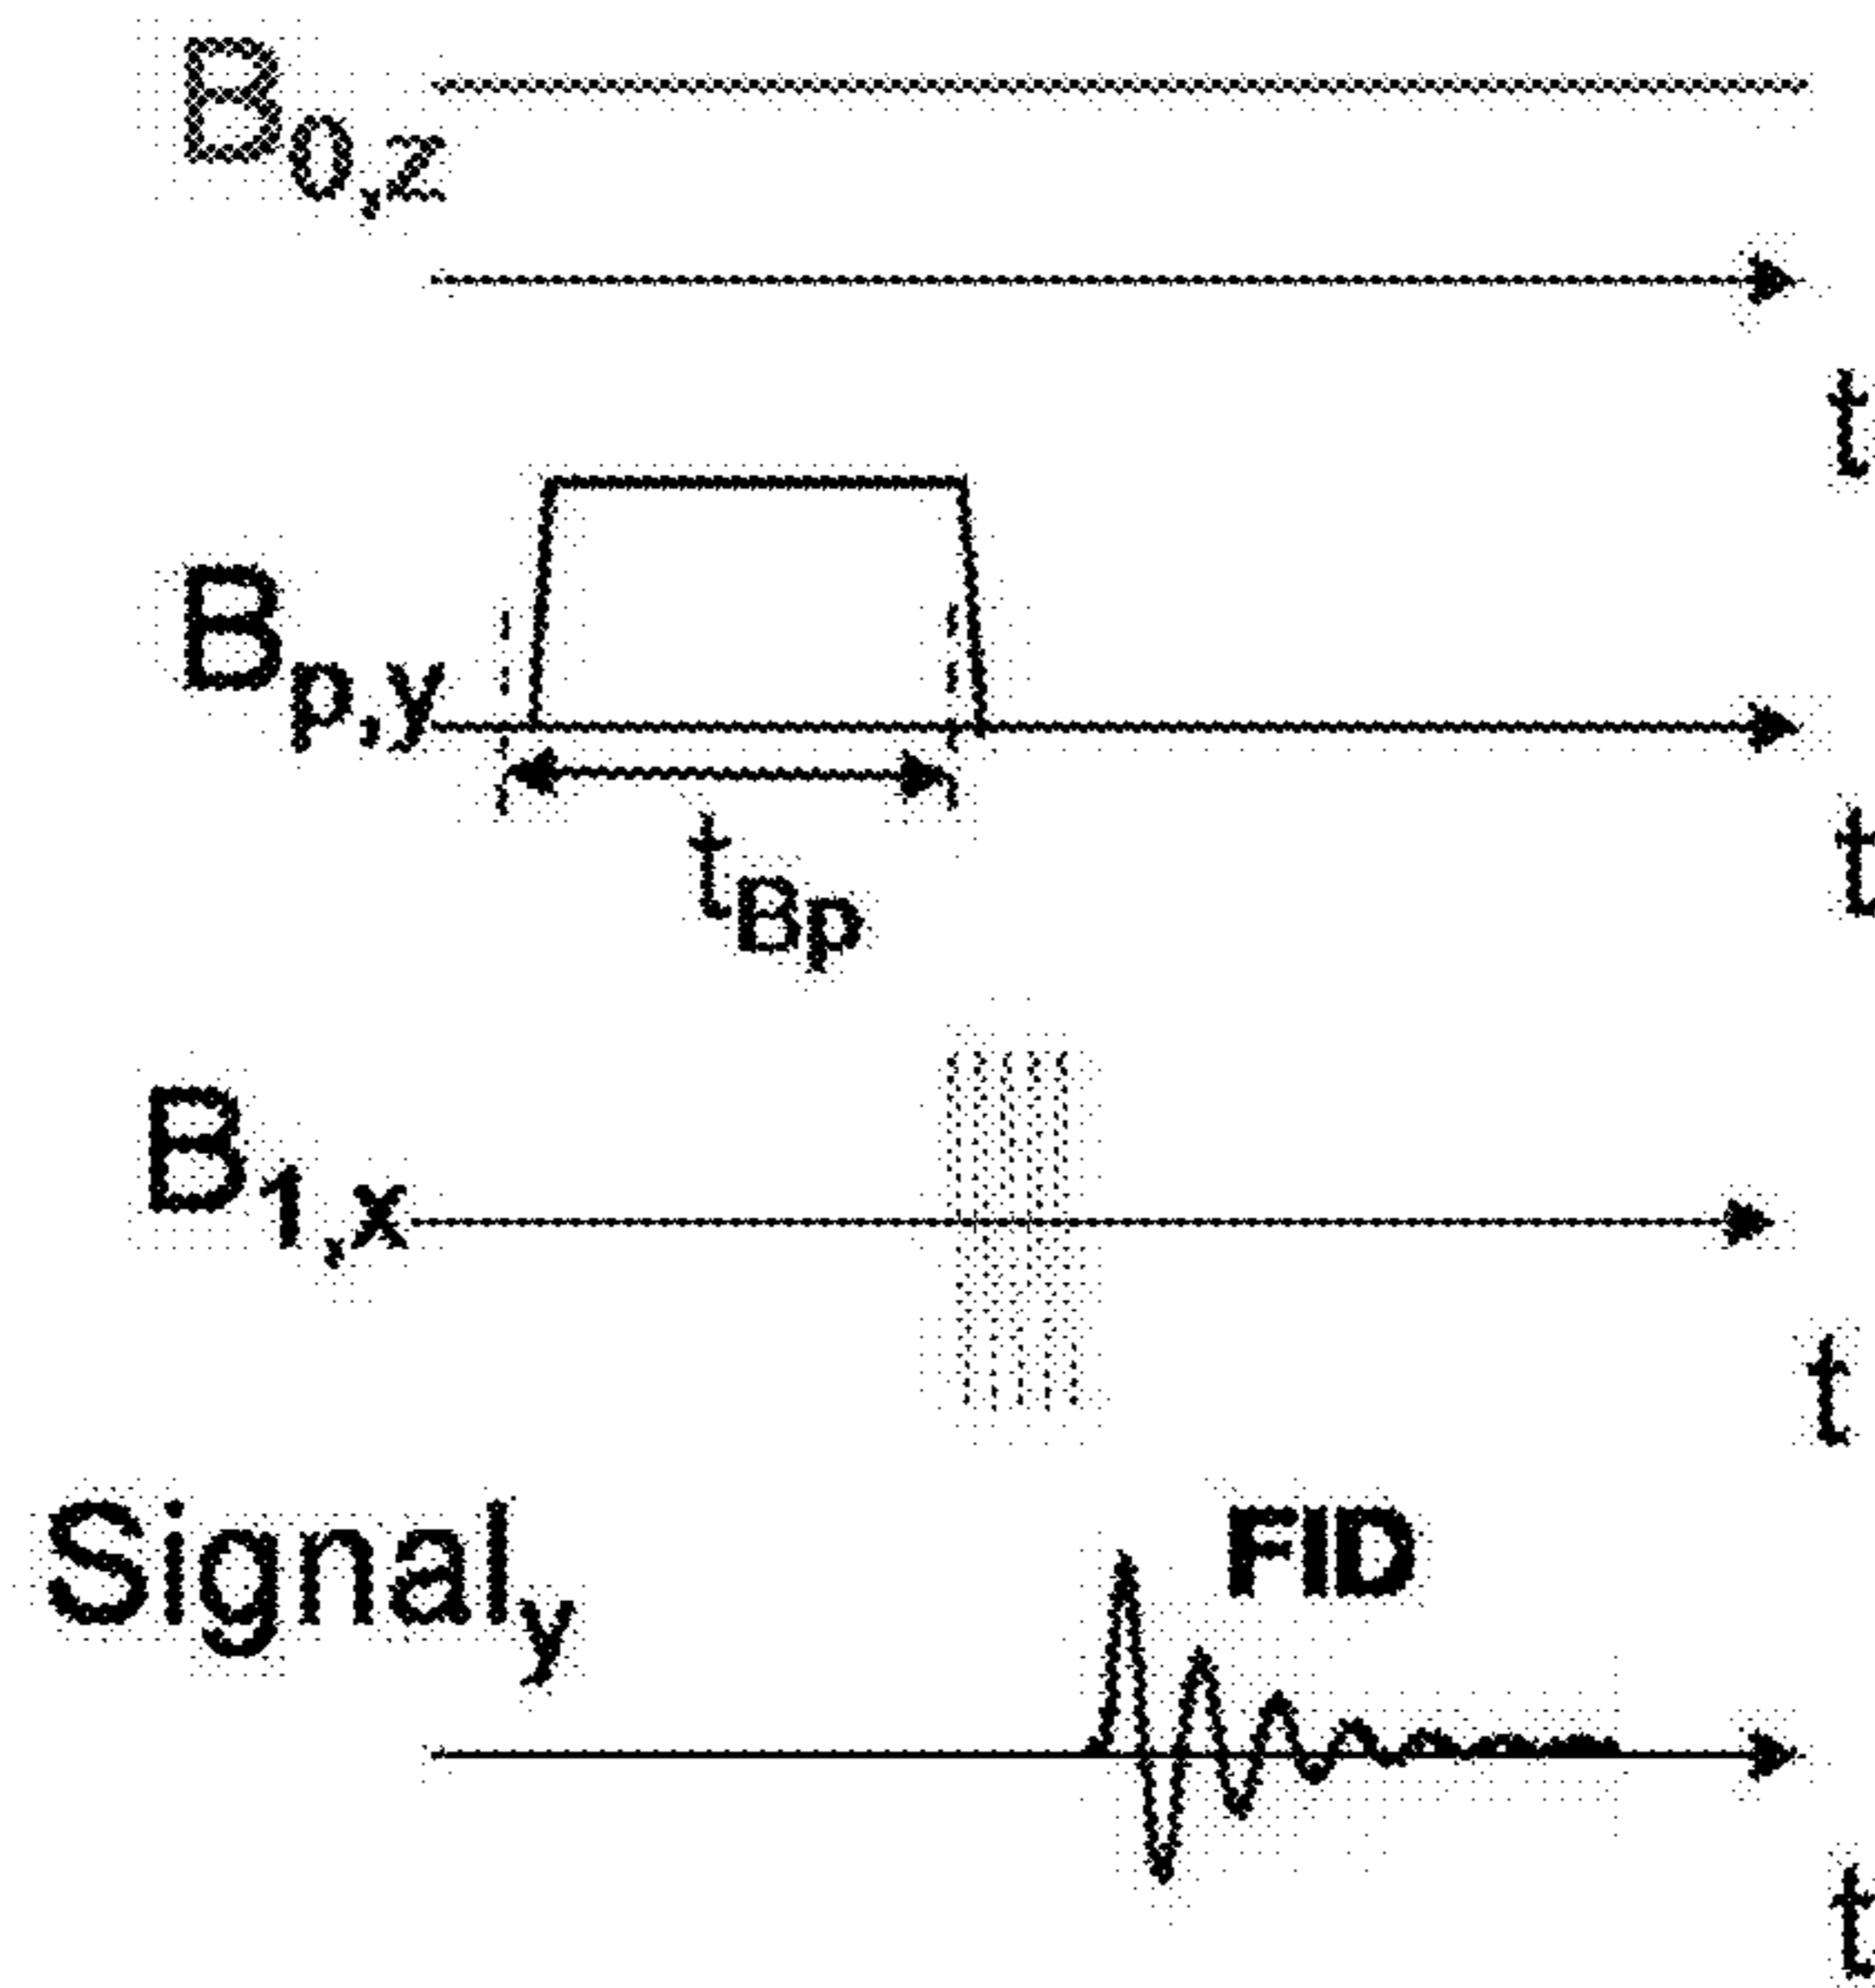 B0,z
t
Bp,y
t
tBp
B1,x
t
Signaly
FID
t